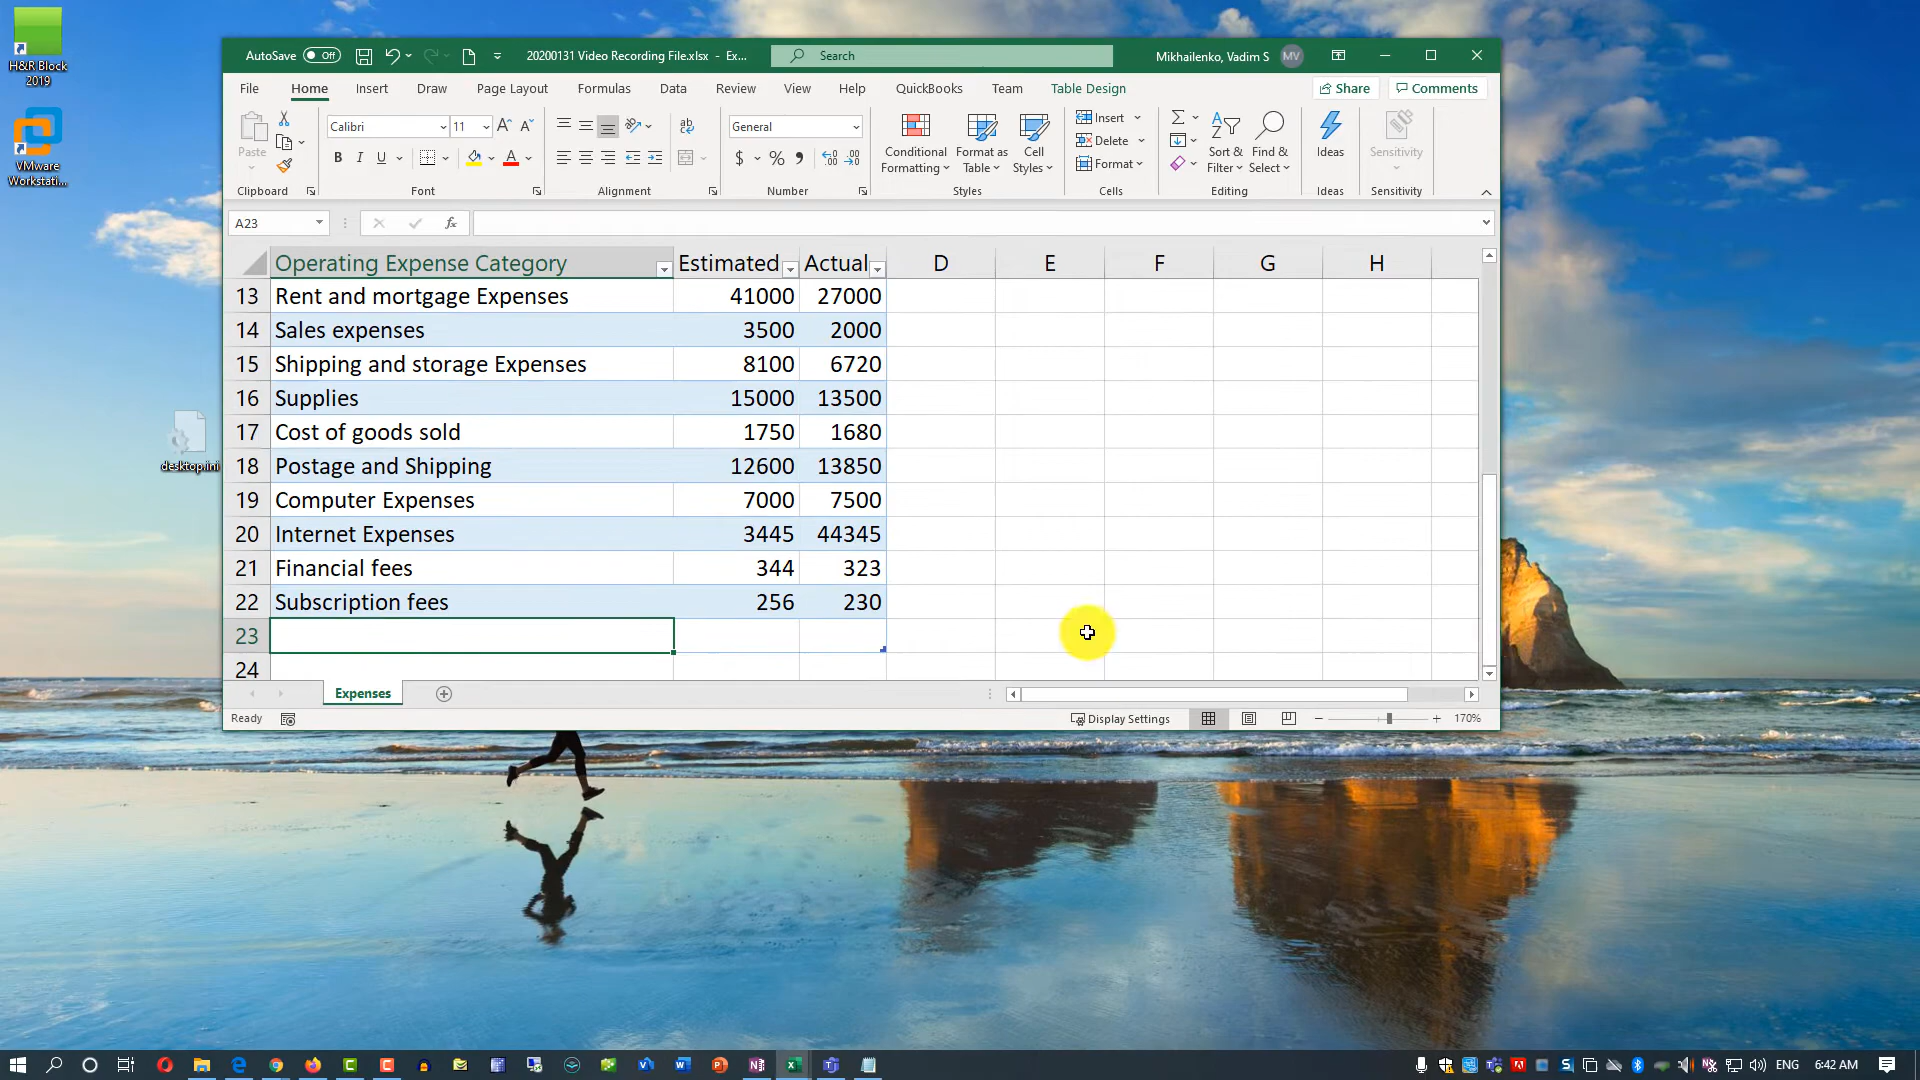 H&R Block
2019
VMware
Workstati...
desktop.ini
AutoSave Off 20200131 Video Recording File.xlsx - Ex... Search Mikhailenko, Vadim S MV
File Home Insert Draw Page Layout Formulas Data Review View Help QuickBooks Team Table Design Share Comments
Paste
Clipboard
Calibri 11
B I U
Font
Alignment
General
$ % 9
Number
Conditional
Formatting
Format as
Table
Cell
Styles
Styles
Insert
Delete
Format
Cells
Sort &
Filter
Find &
Select
Editing
Ideas
Ideas
Sensitivity
Sensitivity
A23 fx
Operating Expense Category Estimated Actual D E F G H
13 Rent and mortgage Expenses 41000 27000
14 Sales expenses 3500 2000
15 Shipping and storage Expenses 8100 6720
16 Supplies 15000 13500
17 Cost of goods sold 1750 1680
18 Postage and Shipping 12600 13850
19 Computer Expenses 7000 7500
20 Internet Expenses 3445 44345
21 Financial fees 344 323
22 Subscription fees 256 230
23
24
Expenses
Ready Display Settings 170%
ENG 6:42 AM